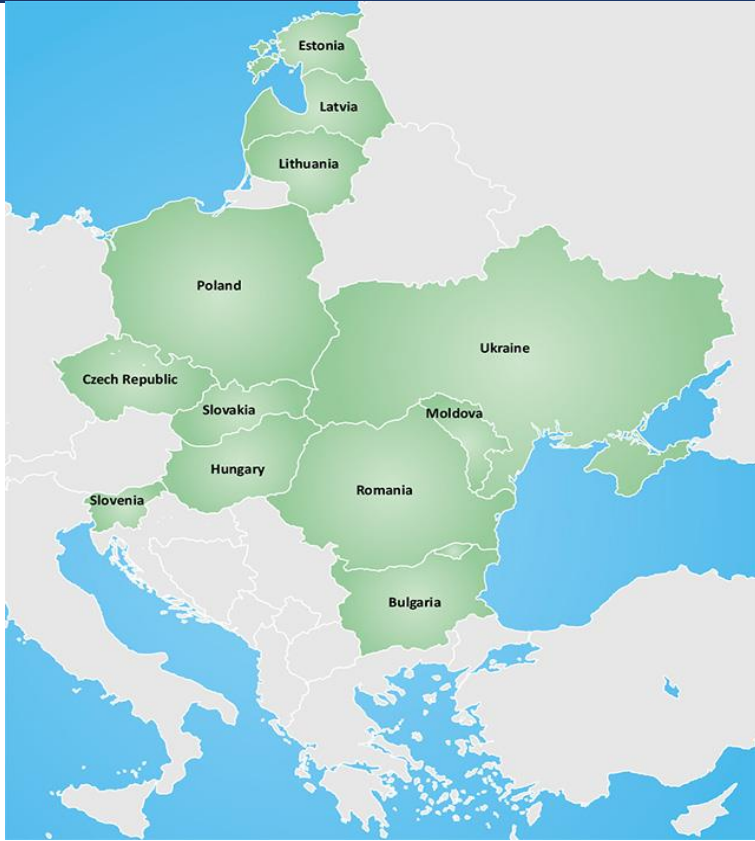 Estonia
Latvia
Lithuania
Poland
Ukraine
Czech Republic
Slovakia
Moldova
Hungary
Romania
Slovenia
Bulgaria